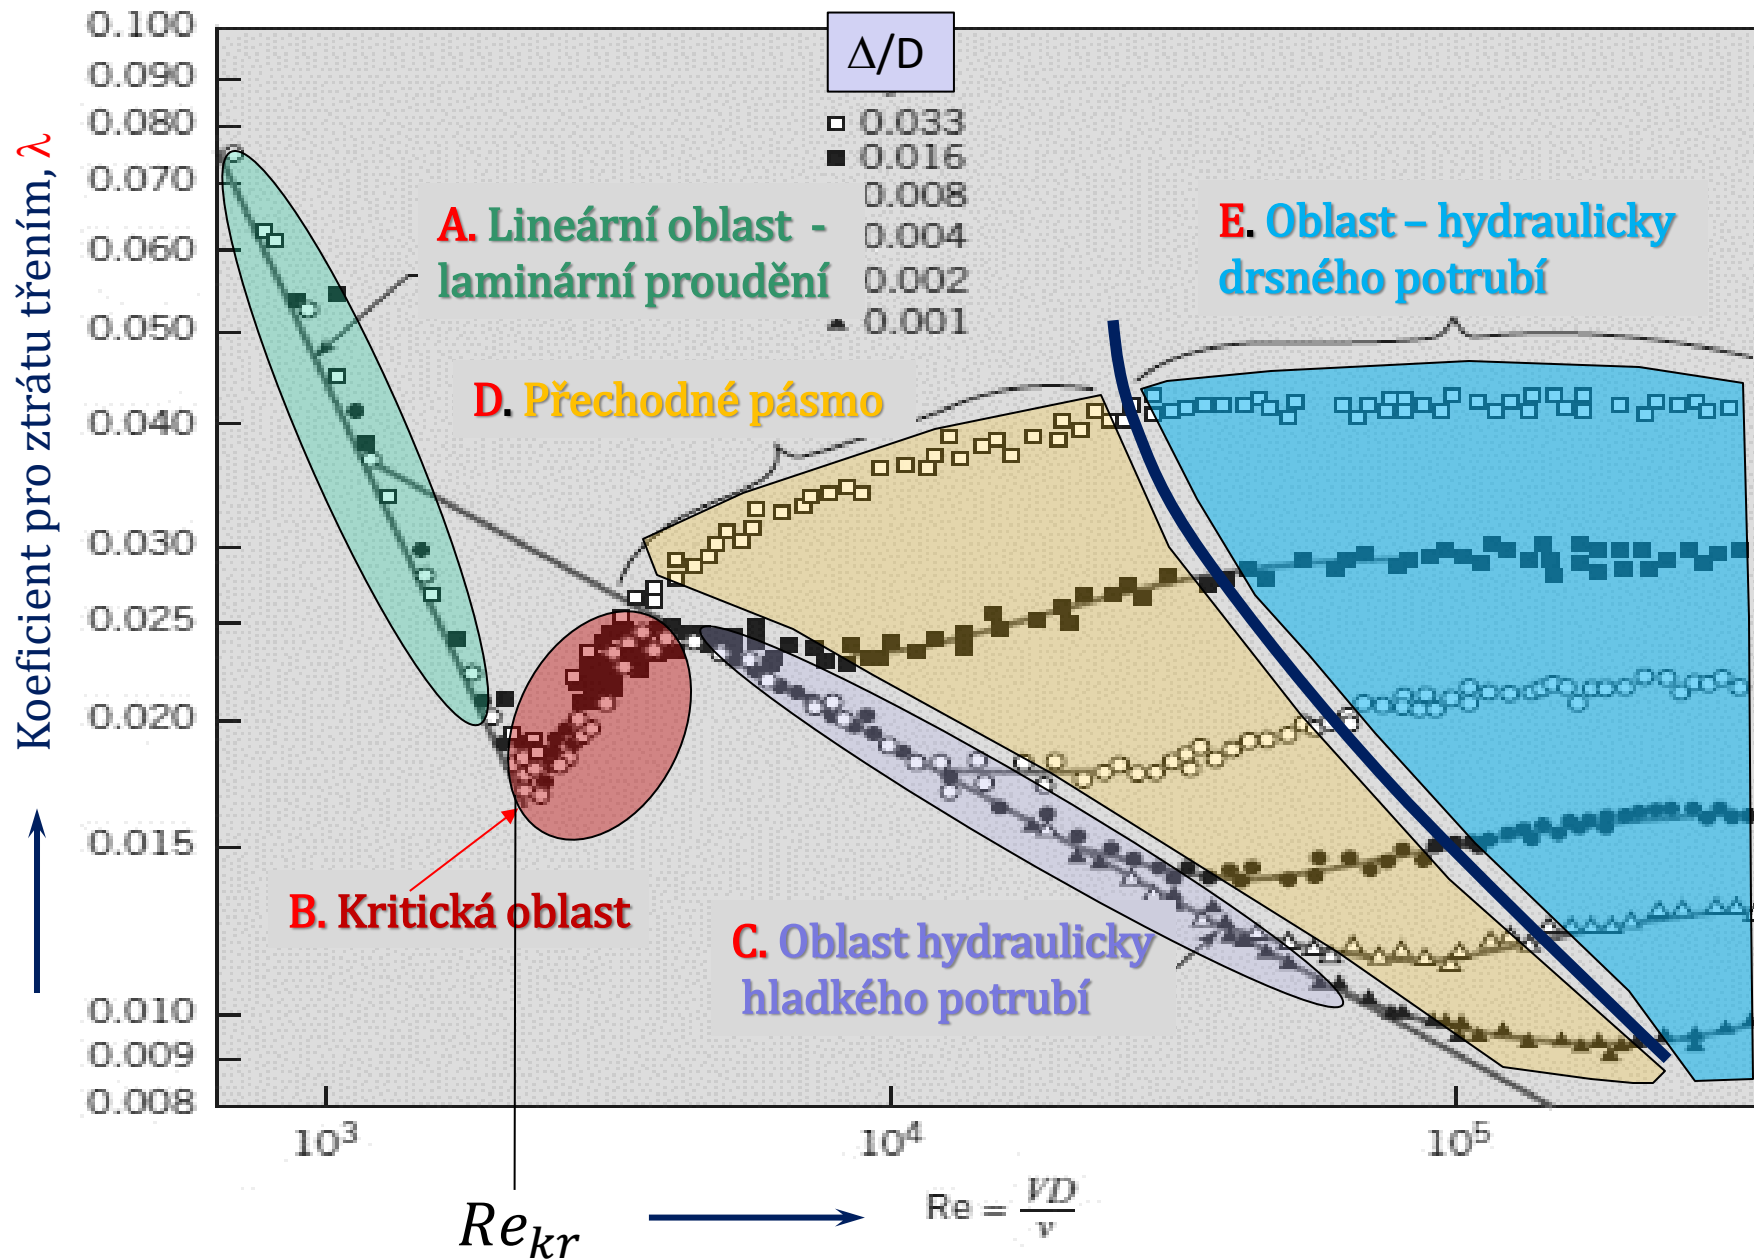 0.100
0.090
0.080
0.070
0.060
0.050
0.040
0.030
0.025
0.020
0.015
0.010
0.009
0.008
Koeficient pro ztrátu třením, λ
Δ/D
0.033
0.016
0.008
0.004
0.002
0.001
A. Lineární oblast -
laminární proudění
E. Oblast – hydraulicky
drsného potrubí
D. Přechodné pásmo
B. Kritická oblast
C. Oblast hydraulicky
hladkého potrubí
10³
10⁴
10⁵
Re_kr
Re = VD/ν